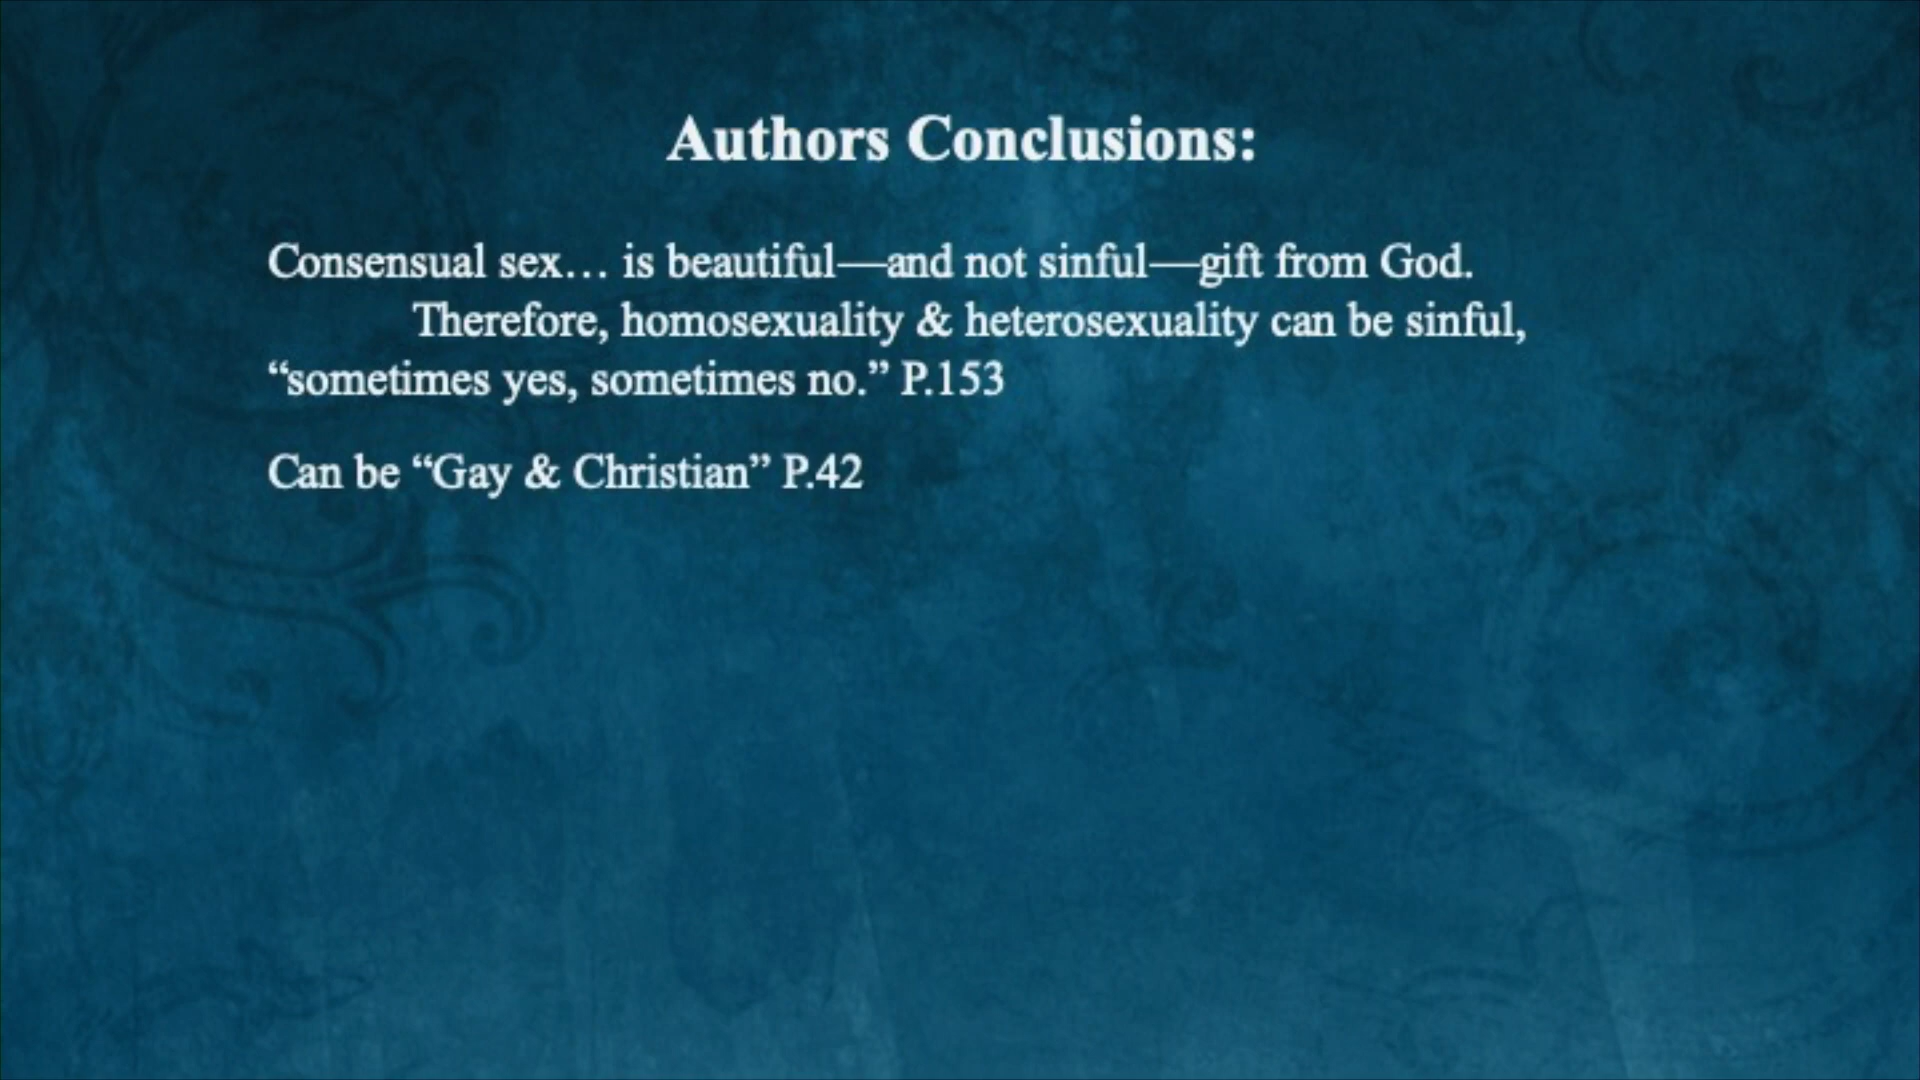 Authors Conclusions:
Consensual sex… is beautiful—and not sinful—gift from God.
Therefore, homosexuality & heterosexuality can be sinful,
“sometimes yes, sometimes no.” P.153
Can be “Gay & Christian” P.42